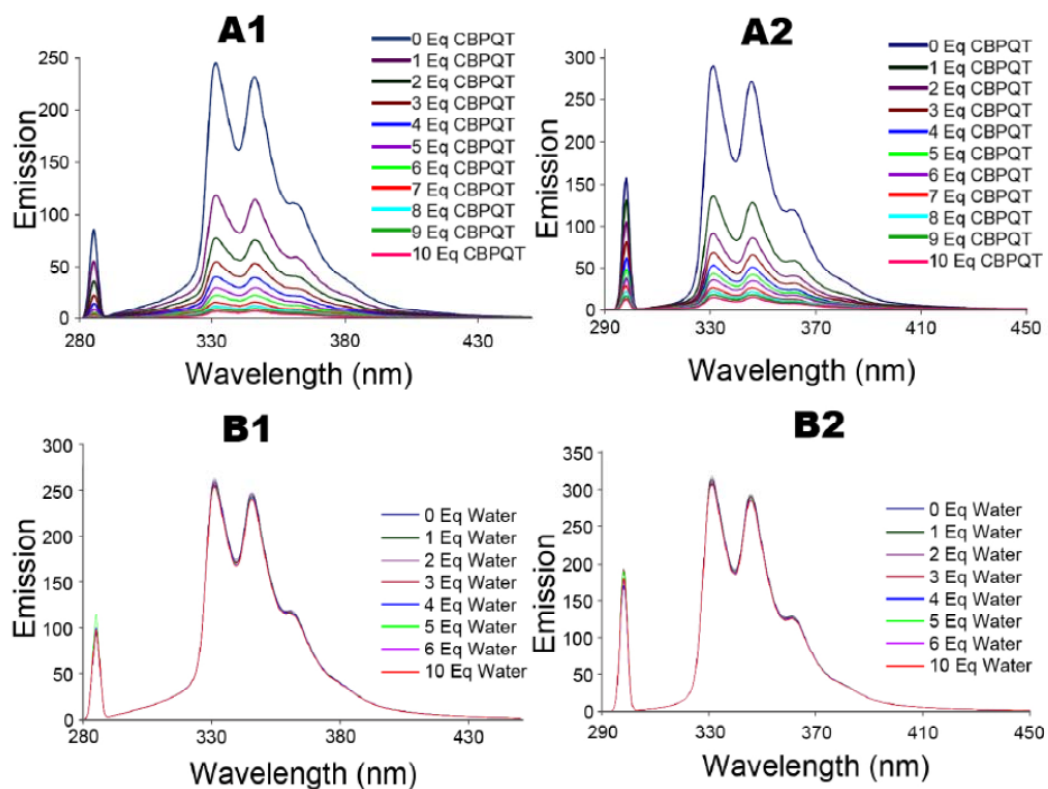 A1
Emission
250
200
150
100
50
0
280
330
380
430
Wavelength (nm)
0 Eq CBPQT
1 Eq CBPQT
2 Eq CBPQT
3 Eq CBPQT
4 Eq CBPQT
5 Eq CBPQT
6 Eq CBPQT
7 Eq CBPQT
8 Eq CBPQT
9 Eq CBPQT
10 Eq CBPQT
A2
Emission
300
250
200
150
100
50
0
290
330
370
410
450
Wavelength (nm)
0 Eq CBPQT
1 Eq CBPQT
2 Eq CBPQT
3 Eq CBPQT
4 Eq CBPQT
5 Eq CBPQT
6 Eq CBPQT
7 Eq CBPQT
8 Eq CBPQT
9 Eq CBPQT
10 Eq CBPQT
B1
Emission
300
250
200
150
100
50
0
280
330
380
430
Wavelength (nm)
0 Eq Water
1 Eq Water
2 Eq Water
3 Eq Water
4 Eq Water
5 Eq Water
6 Eq Water
10 Eq Water
B2
Emission
350
300
250
200
150
100
50
0
290
330
370
410
450
Wavelength (nm)
0 Eq Water
1 Eq Water
2 Eq Water
3 Eq Water
4 Eq Water
5 Eq Water
6 Eq Water
10 Eq Water